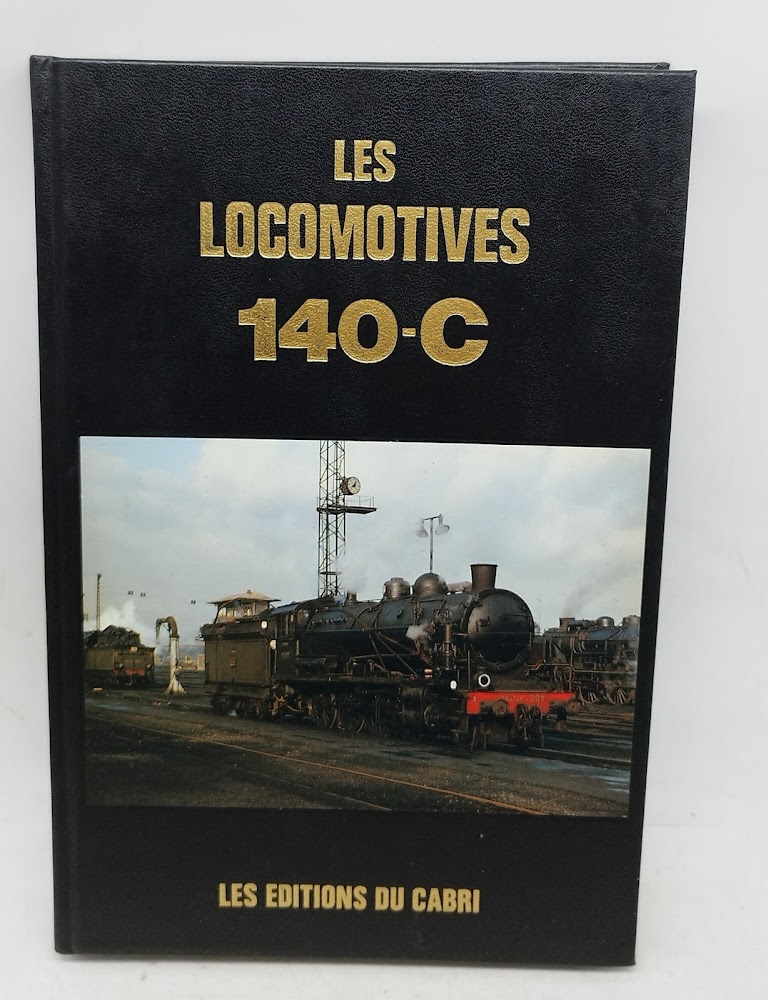 LES
LOCOMOTIVES
140-C
LES EDITIONS DU CABRI